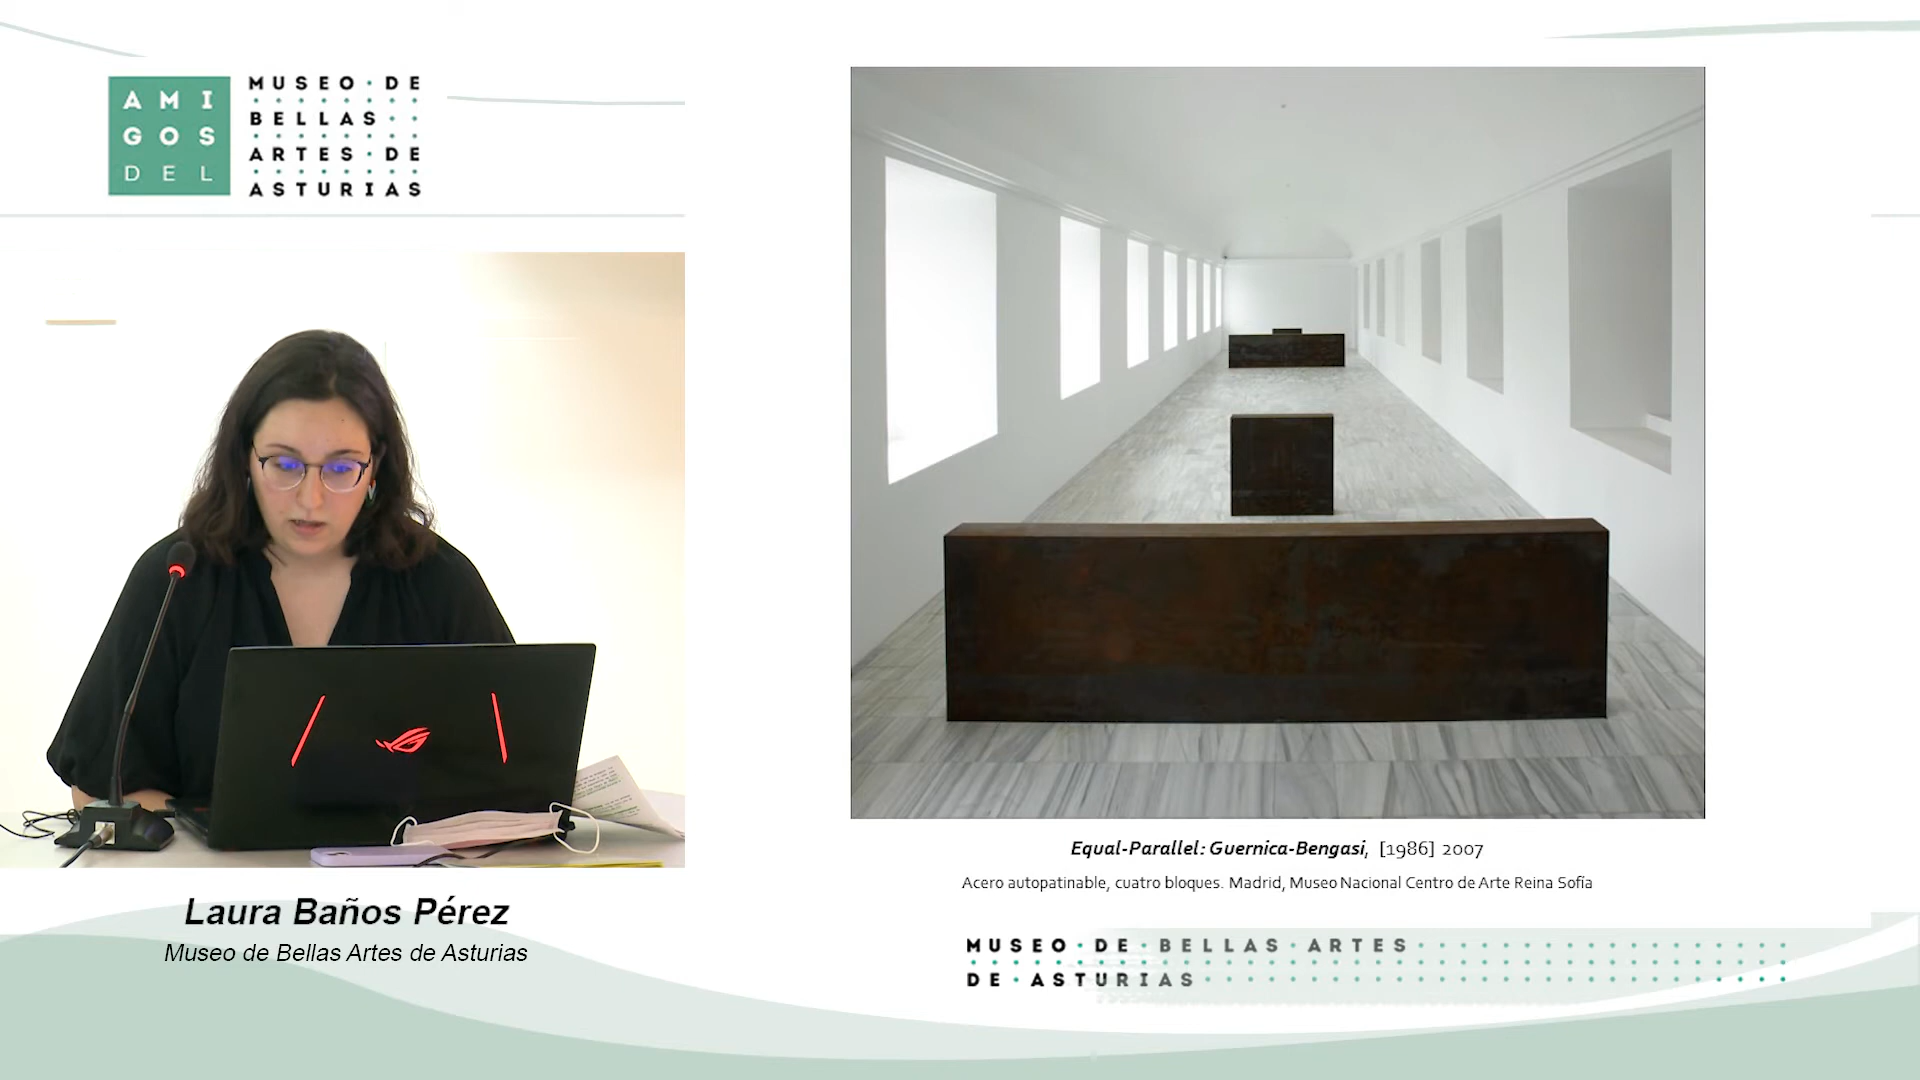 AMI
GOS
DEL
MUSEO·DE
BELLAS
ARTES·DE
ASTURIAS
Laura Baños Pérez
Museo de Bellas Artes de Asturias
Equal-Parallel: Guernica-Bengasi, [1986] 2007
Acero autopatinable, cuatro bloques. Madrid, Museo Nacional Centro de Arte Reina Sofía
MUSEO·DE·BELLAS·ARTES
DE·ASTURIAS